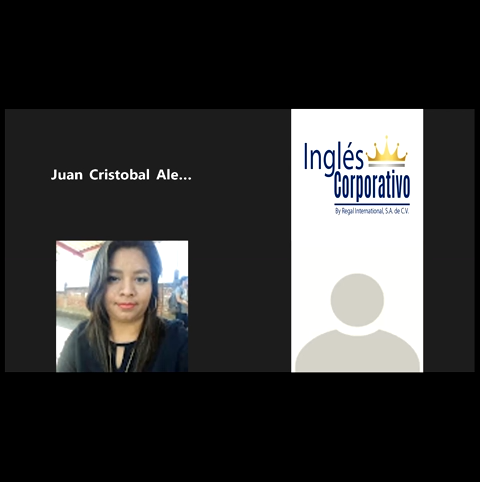 Juan Cristobal Ale...
Inglés
Corporativo
By Regal International, S.A. de C.V.